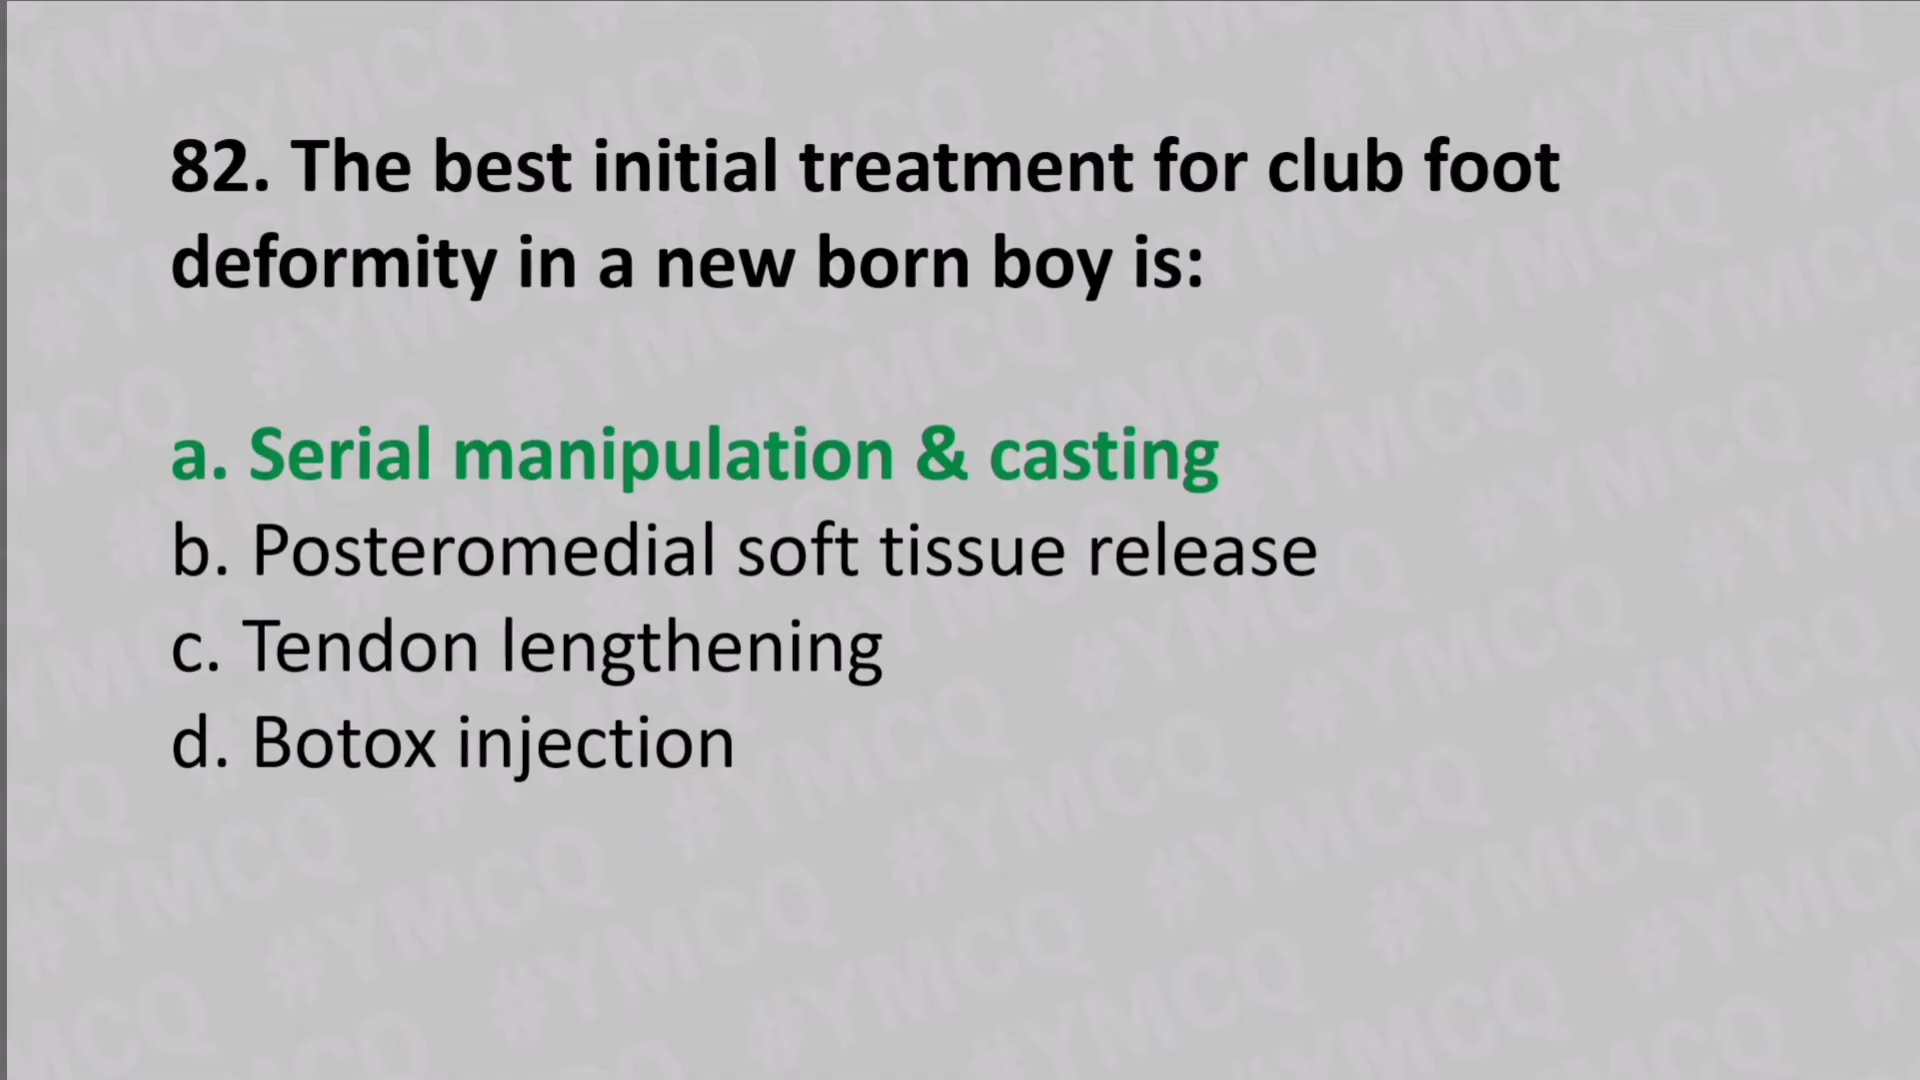 82. The best initial treatment for club foot
deformity in a new born boy is:
a. Serial manipulation & casting
b. Posteromedial soft tissue release
c. Tendon lengthening
d. Botox injection
#YMCQ